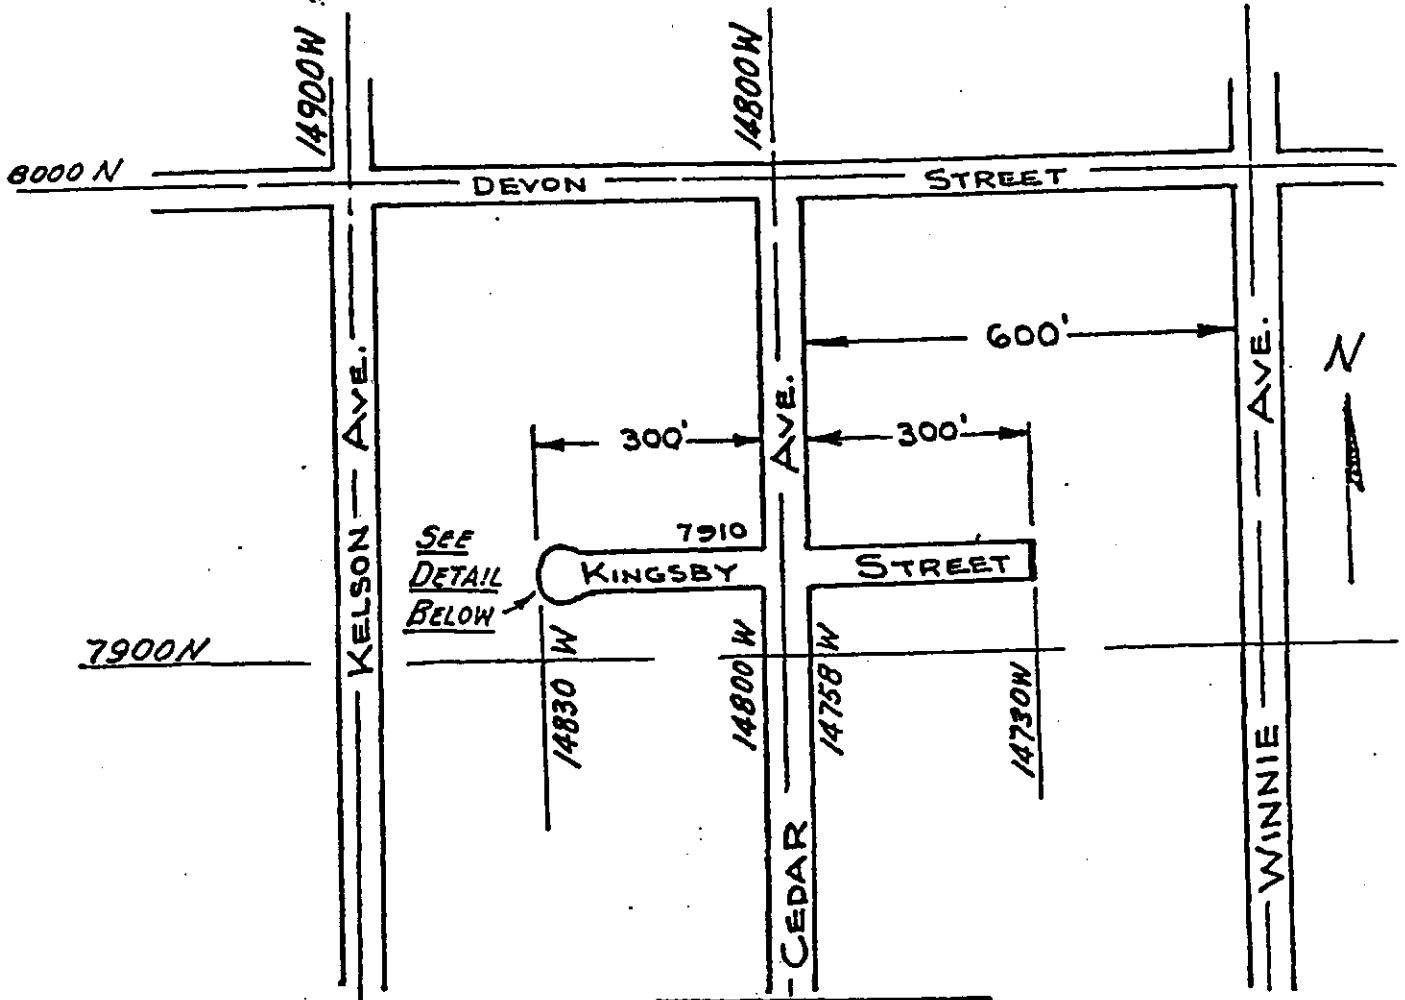 14900W
14800W
8000 N
DEVON STREET
600'
N
300'
300'
KELSON AVE.
CEDAR AVE.
WINNIE AVE.
7910
SEE
DETAIL
BELOW
KINGSBY STREET
7900N
14830 W
14800 W
14758 W
14730W